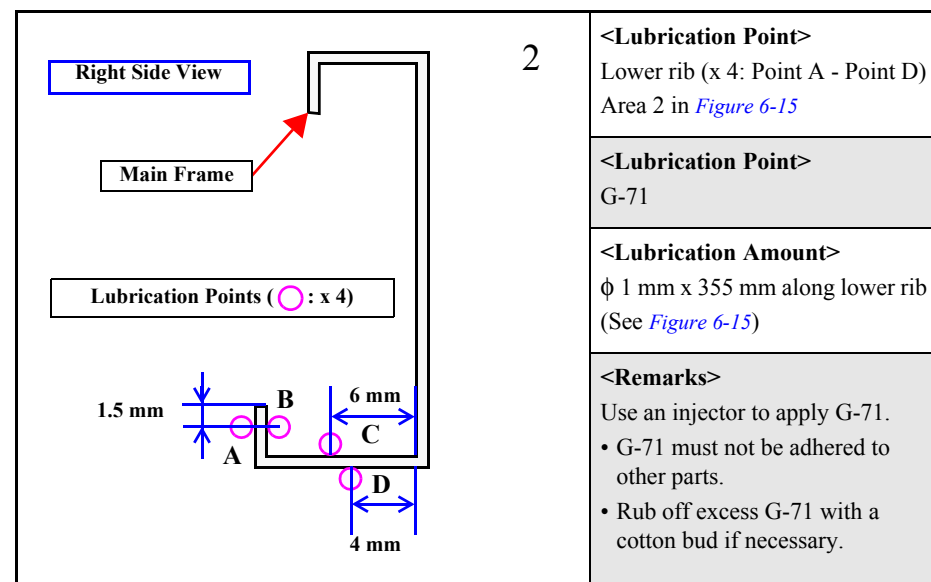 Right Side View
2
Main Frame
Lubrication Points ( : x 4)
1.5 mm
B
6 mm
A
C
D
4 mm
<Lubrication Point>
Lower rib (x 4: Point A - Point D)
Area 2 in Figure 6-15
<Lubrication Point>
G-71
<Lubrication Amount>
ϕ 1 mm x 355 mm along lower rib
(See Figure 6-15)
<Remarks>
Use an injector to apply G-71.
• G-71 must not be adhered to
other parts.
• Rub off excess G-71 with a
cotton bud if necessary.